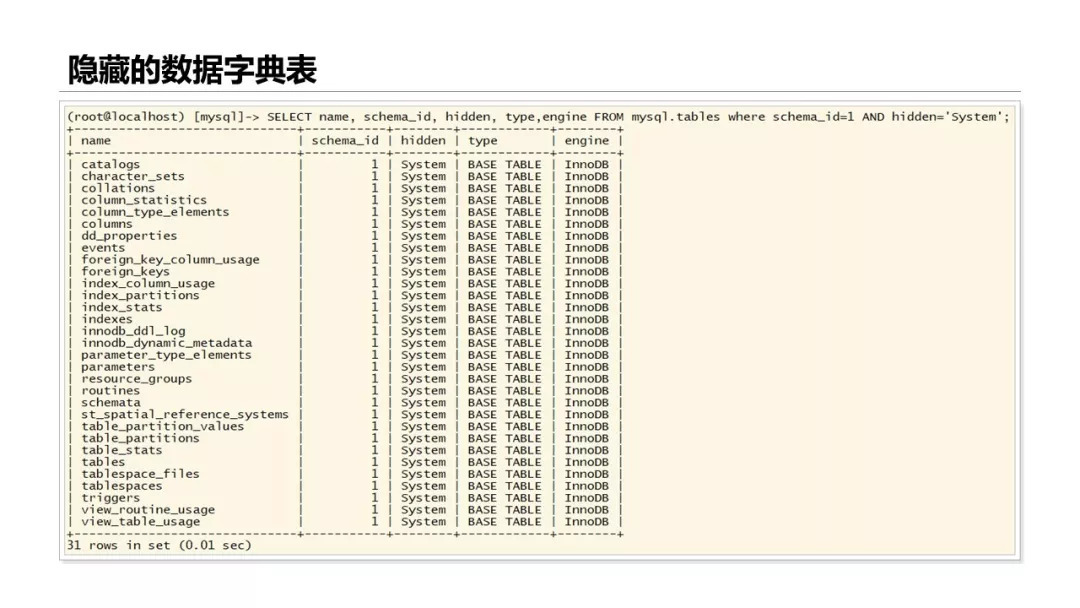 隐藏的数据字典表
(root@localhost) [mysql]-> SELECT name, schema_id, hidden, type,engine FROM mysql.tables where schema_id=1 AND hidden='System';
+-----------------------------+-----------+--------+------------+--------+
| name | schema_id | hidden | type | engine |
+-----------------------------+-----------+--------+------------+--------+
| catalogs | 1 | System | BASE TABLE | InnoDB |
| character_sets | 1 | System | BASE TABLE | InnoDB |
| collations | 1 | System | BASE TABLE | InnoDB |
| column_statistics | 1 | System | BASE TABLE | InnoDB |
| column_type_elements | 1 | System | BASE TABLE | InnoDB |
| columns | 1 | System | BASE TABLE | InnoDB |
| dd_properties | 1 | System | BASE TABLE | InnoDB |
| events | 1 | System | BASE TABLE | InnoDB |
| foreign_key_column_usage | 1 | System | BASE TABLE | InnoDB |
| foreign_keys | 1 | System | BASE TABLE | InnoDB |
| index_column_usage | 1 | System | BASE TABLE | InnoDB |
| index_partitions | 1 | System | BASE TABLE | InnoDB |
| index_stats | 1 | System | BASE TABLE | InnoDB |
| indexes | 1 | System | BASE TABLE | InnoDB |
| innodb_ddl_log | 1 | System | BASE TABLE | InnoDB |
| innodb_dynamic_metadata | 1 | System | BASE TABLE | InnoDB |
| parameter_type_elements | 1 | System | BASE TABLE | InnoDB |
| parameters | 1 | System | BASE TABLE | InnoDB |
| resource_groups | 1 | System | BASE TABLE | InnoDB |
| routines | 1 | System | BASE TABLE | InnoDB |
| schemata | 1 | System | BASE TABLE | InnoDB |
| st_spatial_reference_systems | 1 | System | BASE TABLE | InnoDB |
| table_partition_values | 1 | System | BASE TABLE | InnoDB |
| table_partitions | 1 | System | BASE TABLE | InnoDB |
| table_stats | 1 | System | BASE TABLE | InnoDB |
| tables | 1 | System | BASE TABLE | InnoDB |
| tablespace_files | 1 | System | BASE TABLE | InnoDB |
| tablespaces | 1 | System | BASE TABLE | InnoDB |
| triggers | 1 | System | BASE TABLE | InnoDB |
| view_routine_usage | 1 | System | BASE TABLE | InnoDB |
| view_table_usage | 1 | System | BASE TABLE | InnoDB |
+-----------------------------+-----------+--------+------------+--------+
31 rows in set (0.01 sec)